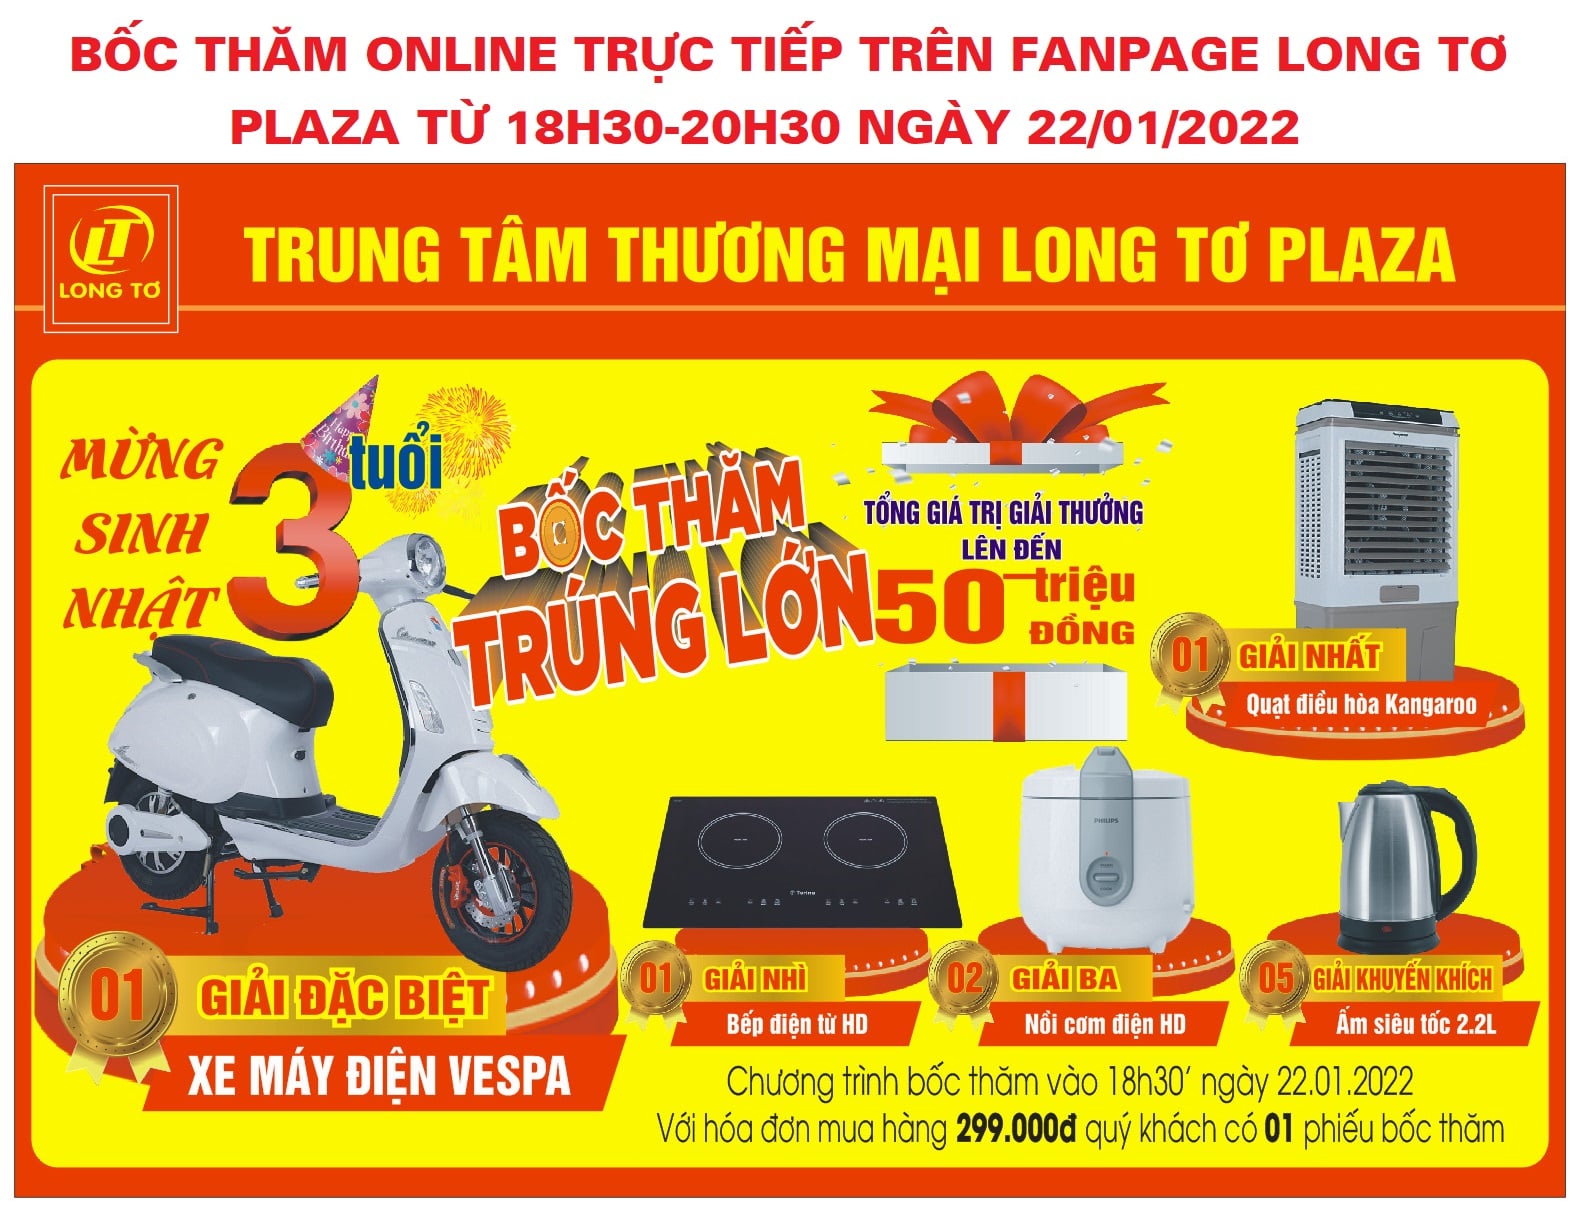 BỐC THĂM ONLINE TRỰC TIẾP TRÊN FANPAGE LONG TƠ
PLAZA TỪ 18H30-20H30 NGÀY 22/01/2022
LT
LONG TƠ
TRUNG TÂM THƯƠNG MẠI LONG TƠ PLAZA
MỪNG
SINH
NHẬT
3 tuổi
Happy
BỐC THĂM
TRÚNG LỚN
TỔNG GIÁ TRỊ GIẢI THƯỞNG
LÊN ĐẾN
50 triệu
ĐỒNG
01 GIẢI NHẤT
Quạt điều hòa Kangaroo
PHILIPS
COOK
Torino
01 GIẢI ĐẶC BIỆT
XE MÁY ĐIỆN VESPA
01 GIẢI NHÌ
Bếp điện từ HD
02 GIẢI BA
Nồi cơm điện HD
05 GIẢI KHUYẾN KHÍCH
Ấm siêu tốc 2.2L
Chương trình bốc thăm vào 18h30' ngày 22.01.2022
Với hóa đơn mua hàng 299.000đ quý khách có 01 phiếu bốc thăm